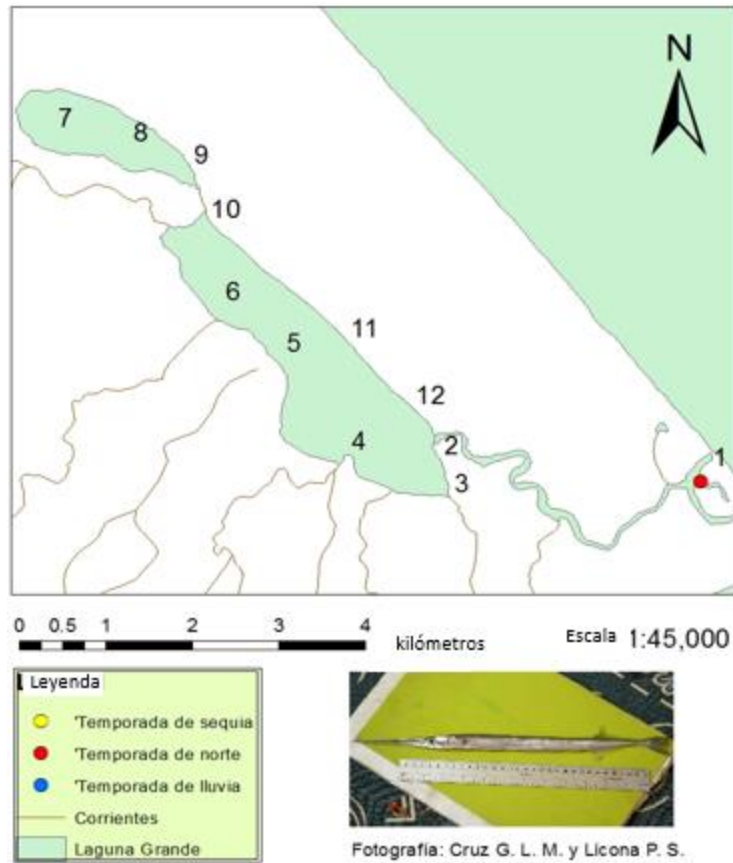 N
7
8
9
10
6
11
5
12
4
2
3
1
0 0.5 1 2 3 4
kilómetros
Escala 1:45,000
Leyenda
'Temporada de sequia
'Temporada de norte
'Temporada de lluvia
Corrientes
Laguna Grande
Fotografía: Cruz G. L. M. y Licona P. S.